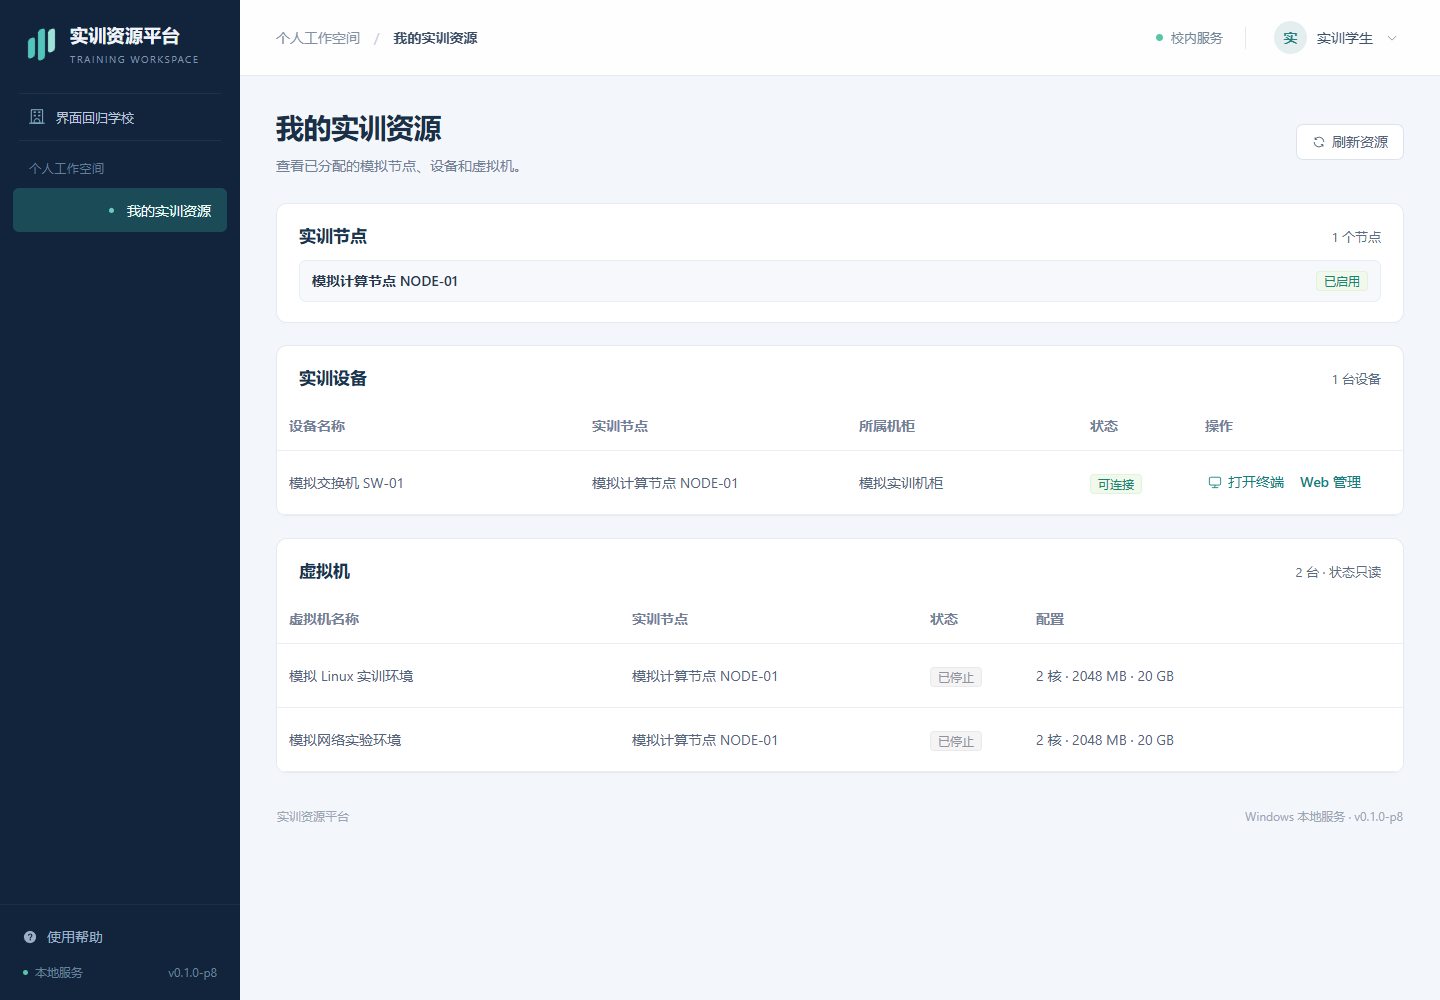 实训资源平台
TRAINING WORKSPACE
界面回归学校
个人工作空间
我的实训资源
使用帮助
本地服务 v0.1.0-p8
个人工作空间 / 我的实训资源
校内服务
实 实训学生
我的实训资源
查看已分配的模拟节点、设备和虚拟机。
刷新资源
实训节点 1 个节点
模拟计算节点 NODE-01 已启用
实训设备 1 台设备
设备名称 实训节点 所属机柜 状态 操作
模拟交换机 SW-01 模拟计算节点 NODE-01 模拟实训机柜 可连接 打开终端 Web 管理
虚拟机 2 台 · 状态只读
虚拟机名称 实训节点 状态 配置
模拟 Linux 实训环境 模拟计算节点 NODE-01 已停止 2 核 · 2048 MB · 20 GB
模拟网络实验环境 模拟计算节点 NODE-01 已停止 2 核 · 2048 MB · 20 GB
实训资源平台 Windows 本地服务 · v0.1.0-p8